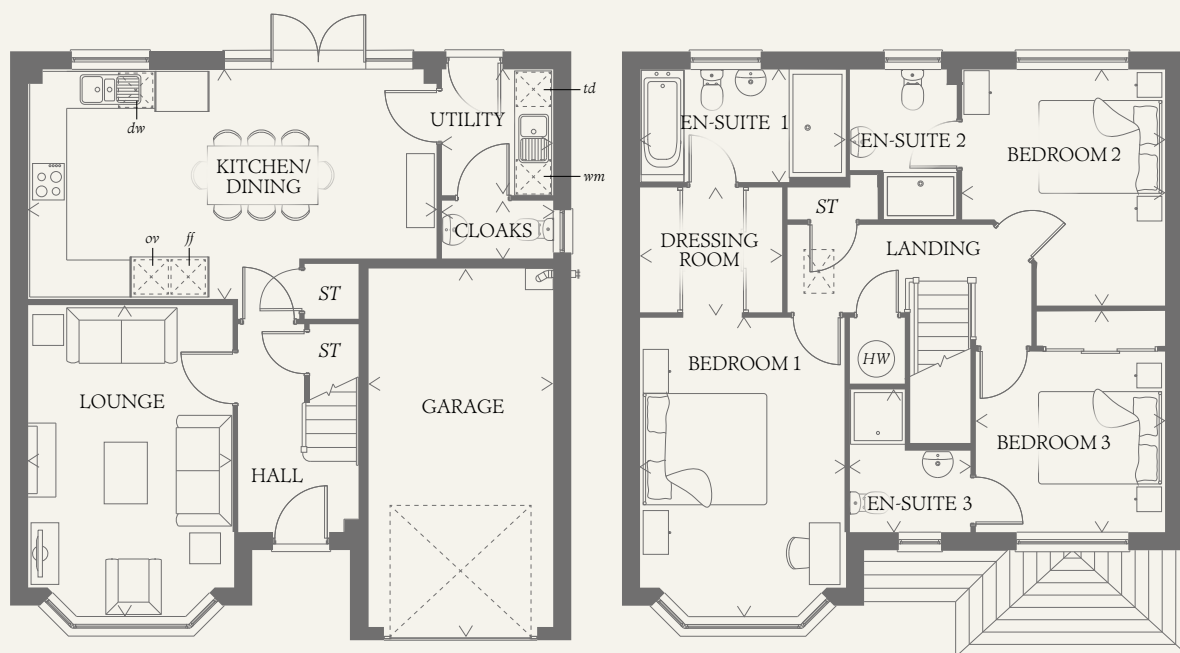 td
dw
UTILITY
KITCHEN/
DINING
wm
CLOAKS
ov
ff
ST
ST
LOUNGE
GARAGE
HALL
EN-SUITE 1
EN-SUITE 2
BEDROOM 2
ST
DRESSING
ROOM
LANDING
BEDROOM 1
HW
BEDROOM 3
EN-SUITE 3